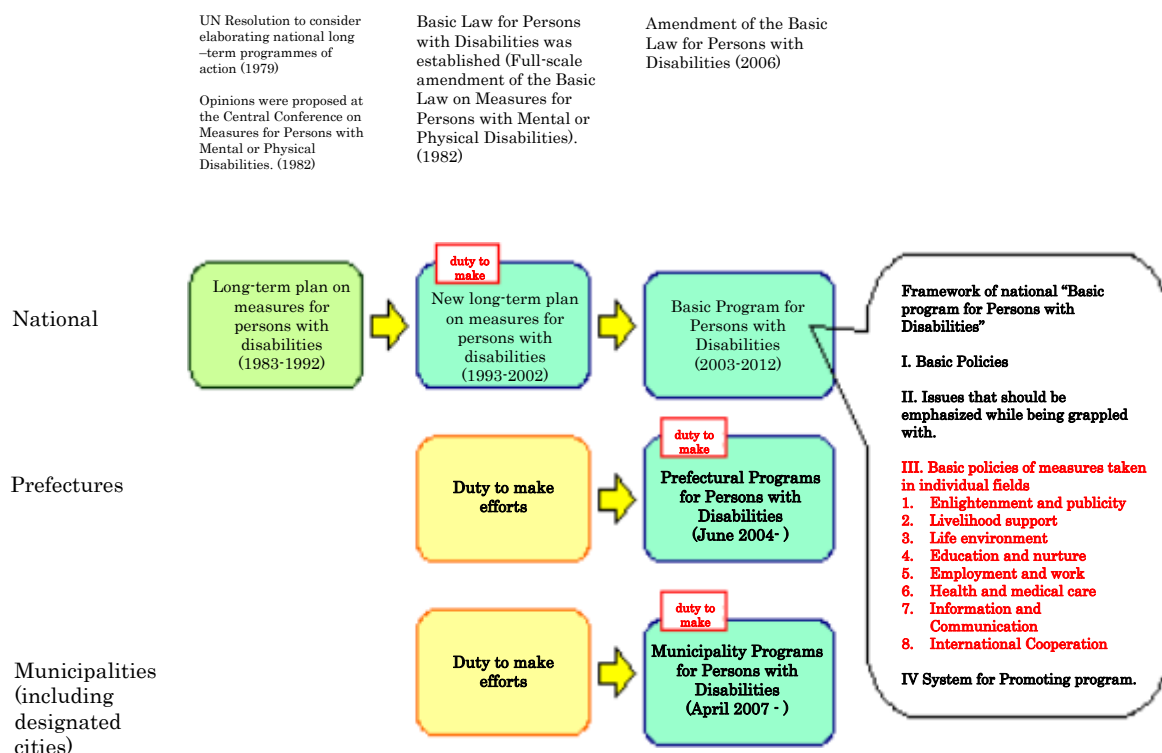 UN Resolution to consider
elaborating national long
–term programmes of
action (1979)
Opinions were proposed at
the Central Conference on
Measures for Persons with
Mental or Physical
Disabilities. (1982)
Basic Law for Persons
with Disabilities was
established (Full-scale
amendment of the Basic
Law on Measures for
Persons with Mental or
Physical Disabilities).
(1982)
Amendment of the Basic
Law for Persons with
Disabilities (2006)
National
Long-term plan on
measures for
persons with
disabilities
(1983-1992)
duty to
make
New long-term plan
on measures for
persons with
disabilities
(1993-2002)
Basic Program for
Persons with
Disabilities
(2003-2012)
Framework of national “Basic
program for Persons with
Disabilities”
I. Basic Policies
II. Issues that should be
emphasized while being grappled
with.
III. Basic policies of measures taken
in individual fields
1. Enlightenment and publicity
2. Livelihood support
3. Life environment
4. Education and nurture
5. Employment and work
6. Health and medical care
7. Information and
Communication
8. International Cooperation
IV System for Promoting program.
Prefectures
Duty to make
efforts
duty to
make
Prefectural Programs
for Persons with
Disabilities
(June 2004- )
Municipalities
(including
designated
cities)
Duty to make
efforts
duty to
make
Municipality Programs
for Persons with
Disabilities
(April 2007 - )